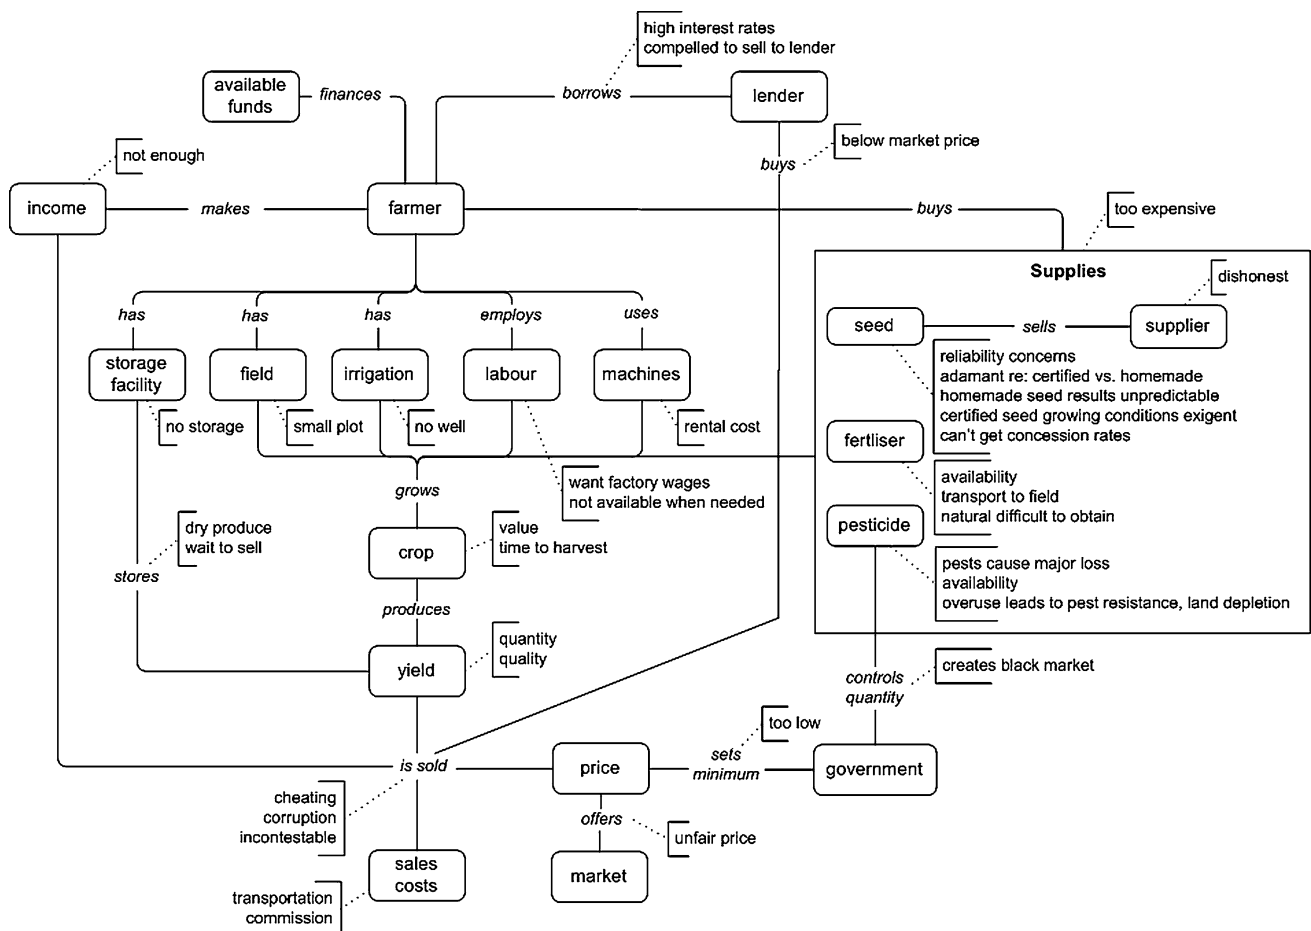 high interest rates
compelled to sell to lender
available
funds
finances
borrows
lender
not enough
buys
below market price
income
makes
farmer
buys
too expensive
Supplies
dishonest
has
has
has
employs
uses
seed
sells
supplier
storage
facility
field
irrigation
labour
machines
reliability concerns
adamant re: certified vs. homemade
homemade seed results unpredictable
certified seed growing conditions exigent
can't get concession rates
no storage
small plot
no well
rental cost
fertliser
availability
transport to field
natural difficult to obtain
grows
want factory wages
not available when needed
dry produce
wait to sell
crop
value
time to harvest
pesticide
pests cause major loss
availability
overuse leads to pest resistance, land depletion
stores
produces
yield
quantity
quality
controls
quantity
creates black market
too low
is sold
price
sets
minimum
government
cheating
corruption
incontestable
offers
unfair price
sales
costs
market
transportation
commission